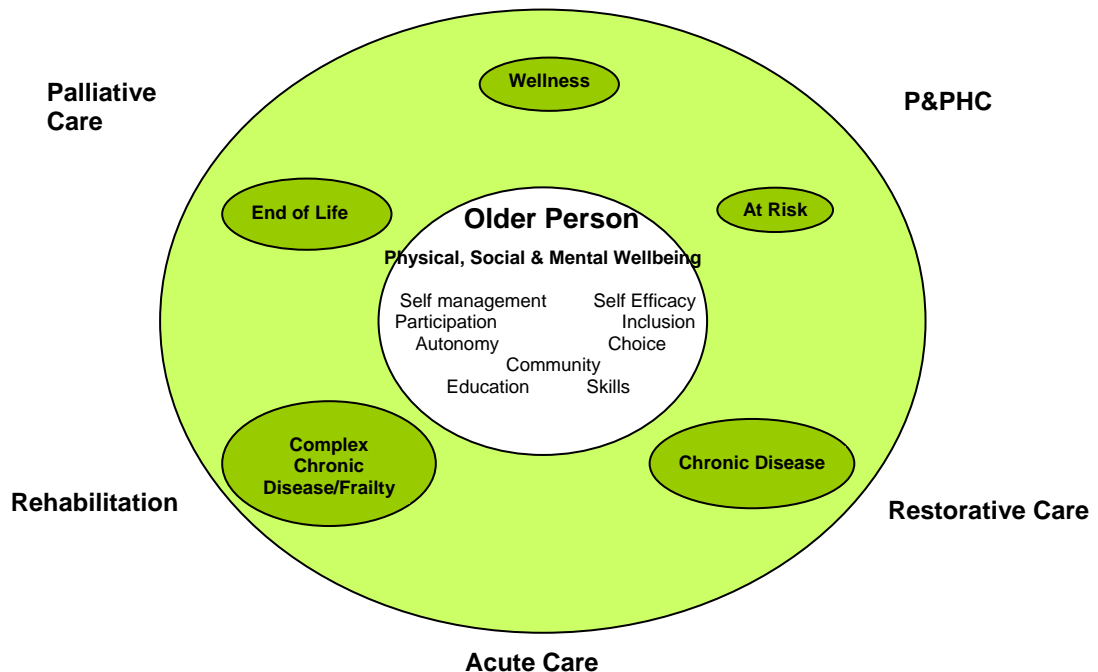 Wellness
Palliative
Care
P&PHC
End of Life
At Risk
Older Person
Physical, Social & Mental Wellbeing
Self management Self Efficacy
Participation Inclusion
Autonomy Choice
Community
Education Skills
Complex
Chronic
Disease/Frailty
Chronic Disease
Rehabilitation
Restorative Care
Acute Care